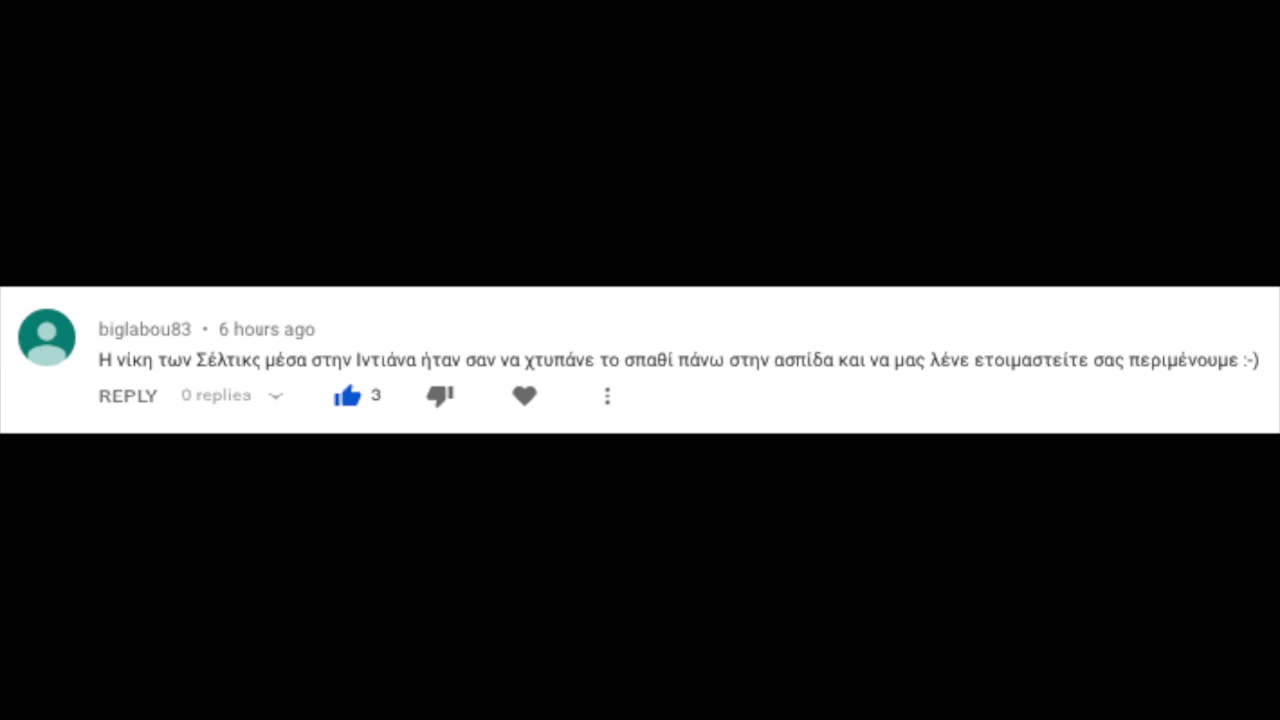 biglabou83 • 6 hours ago
Η νίκη των Σέλτικς μέσα στην Ιντιάνα ήταν σαν να χτυπάνε το σπαθί πάνω στην ασπίδα και να μας λένε ετοιμαστείτε σας περιμένουμε :-)
REPLY 0 replies 3